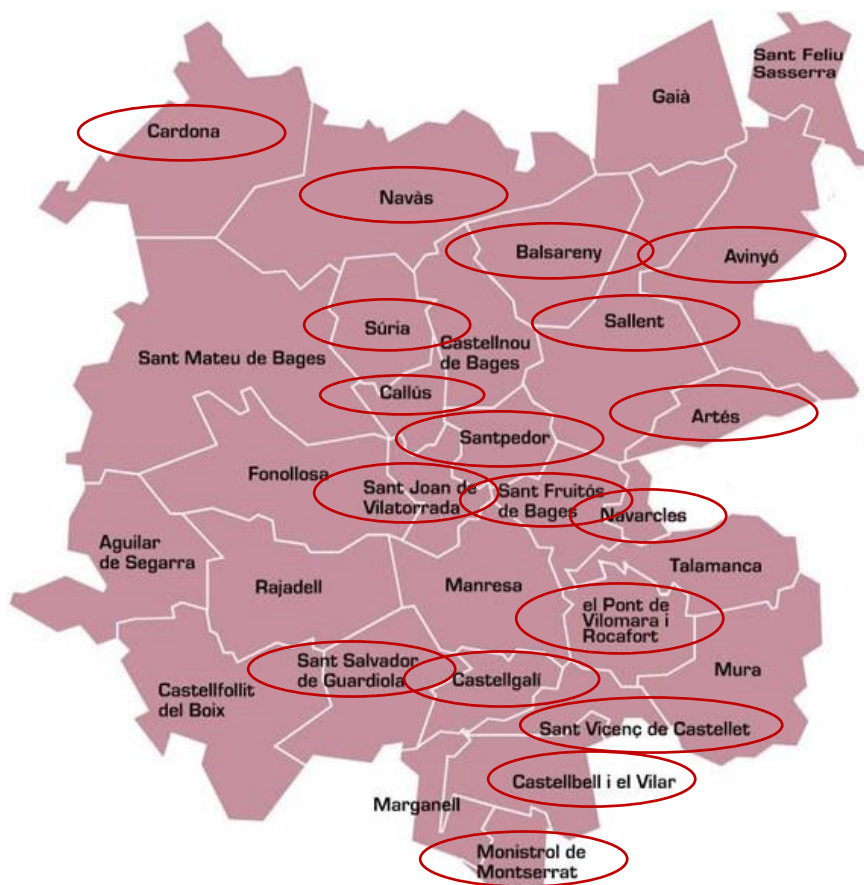 Sant Feliu
Sasserra
Gaià
Cardona
Navàs
Balsareny
Avinyó
Súria
Sallent
Castellnou
de Bages
Sant Mateu de Bages
Callús
Artés
Santpedor
Fonollosa
Sant Joan de
Vilatorrada
Sant Fruitós
de Bages
Navarcles
Aguilar
de Segarra
Rajadell
Manresa
Talamanca
el Pont de
Vilomara i
Rocafort
Sant Salvador
de Guardiola
Castellgalí
Mura
Castellfollit
del Boix
Sant Vicenç de Castellet
Castellbell i el Vilar
Marganell
Monistrol de
Montserrat